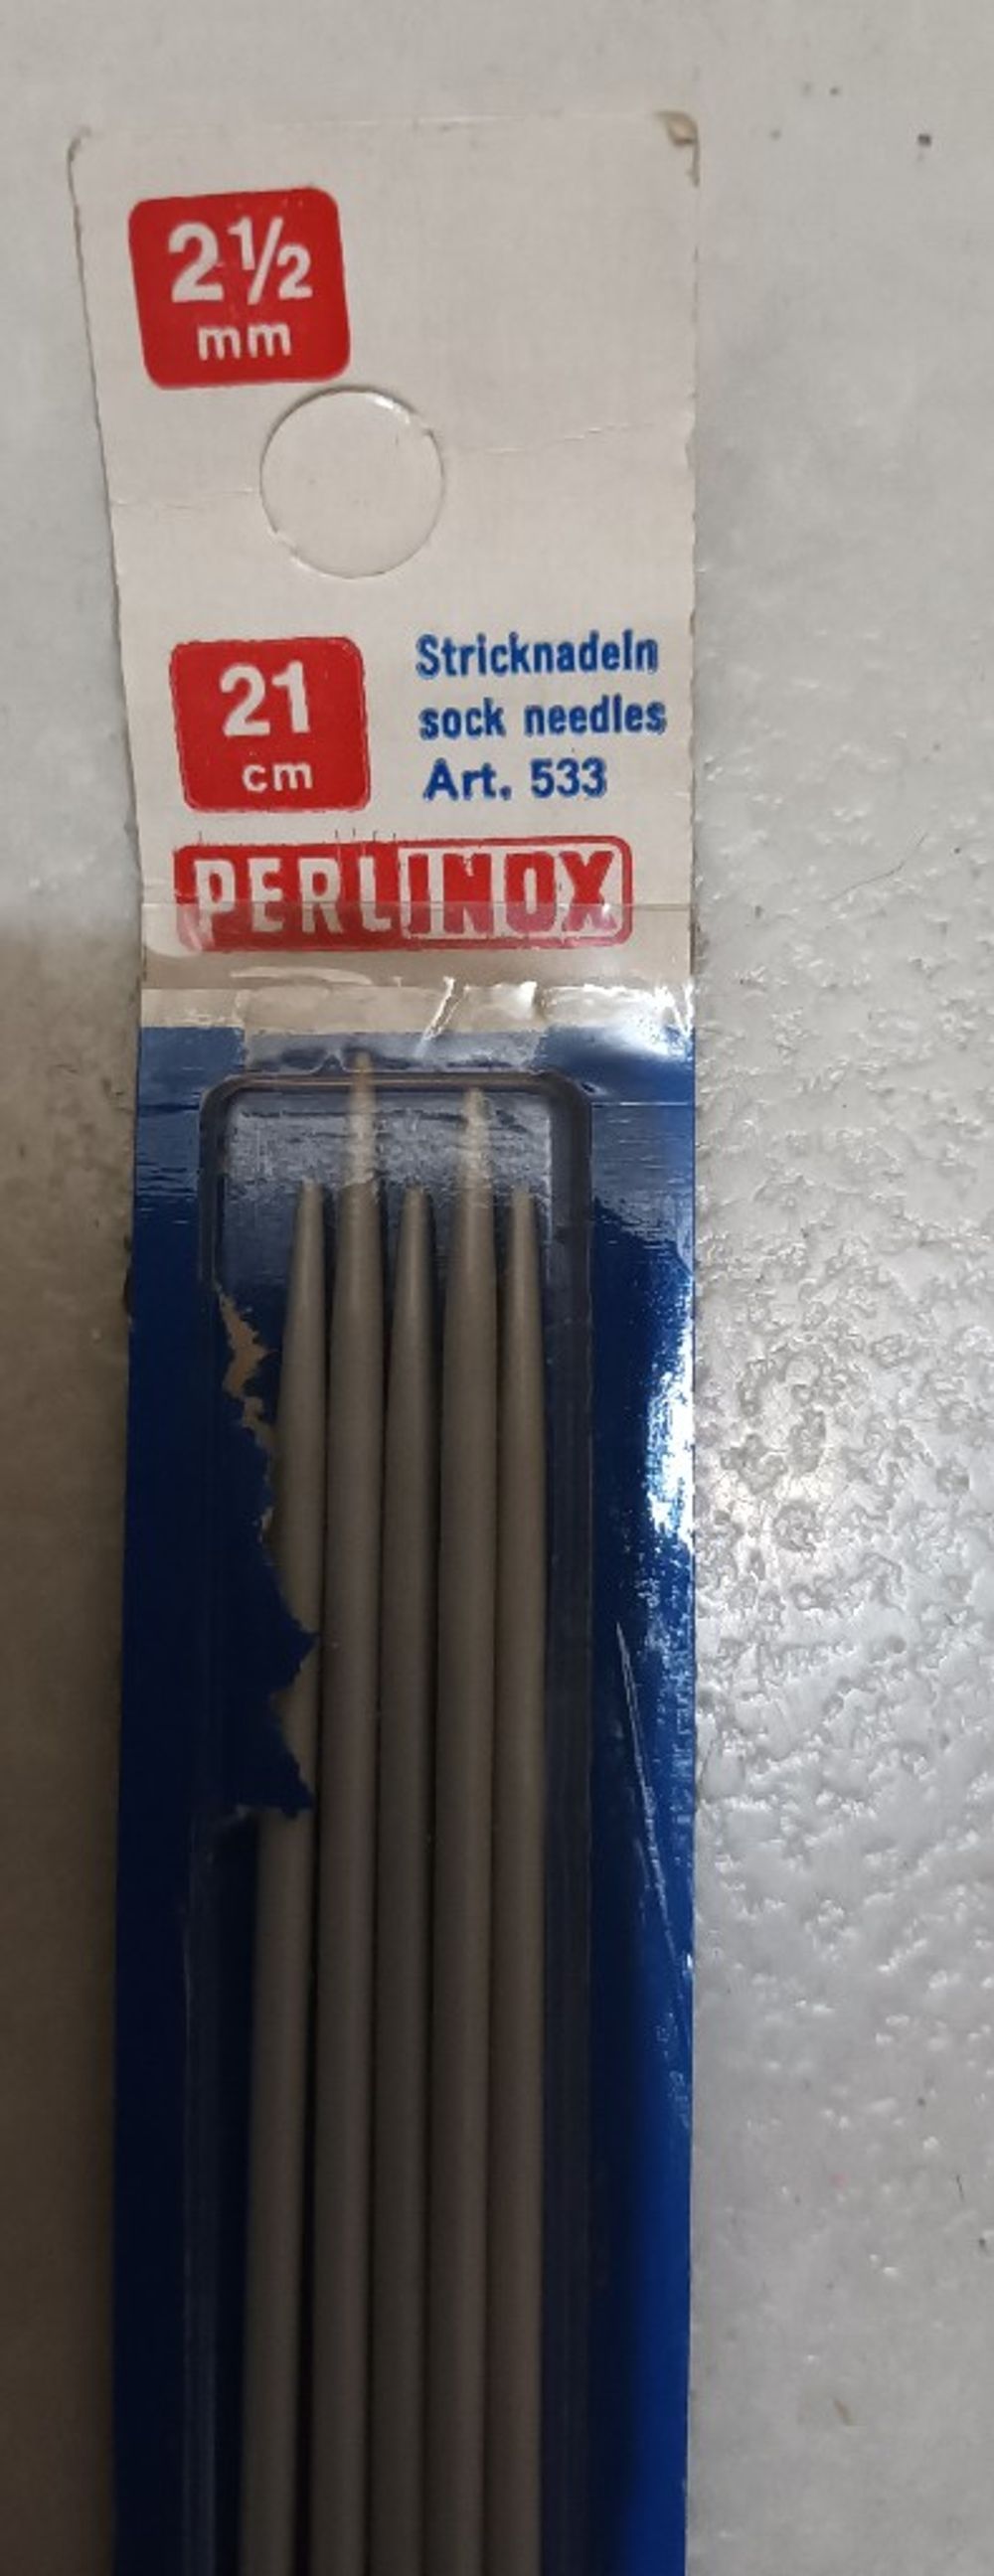 2½
mm
21
cm
Stricknadeln
sock needles
Art. 533
PERLINOX